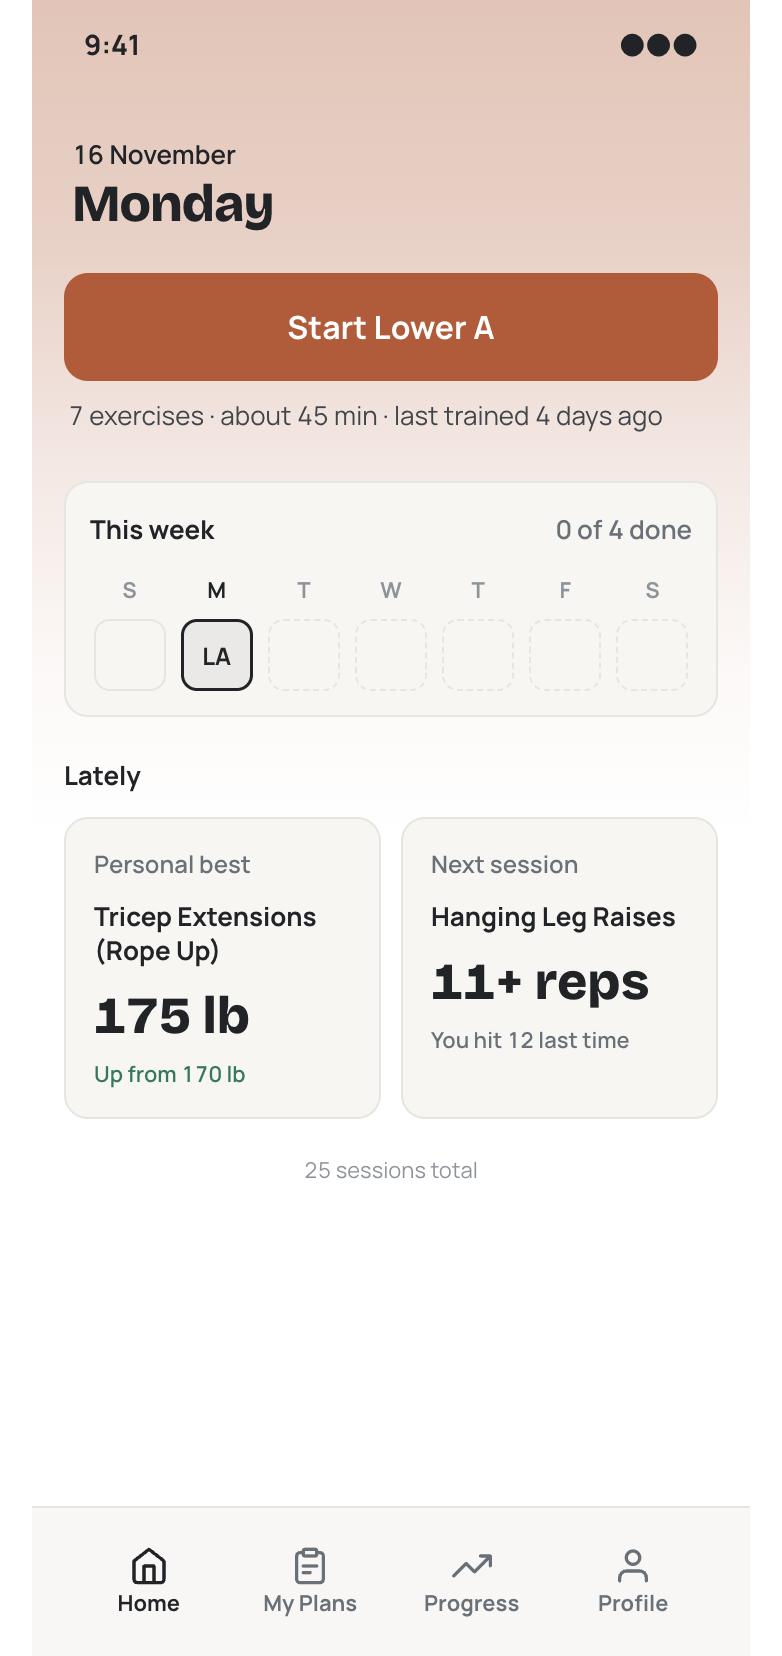 9:41
16 November
Monday
Start Lower A
7 exercises · about 45 min · last trained 4 days ago
This week
0 of 4 done
S M T W T F S
LA
Lately
Personal best
Tricep Extensions
(Rope Up)
175 lb
Up from 170 lb
Next session
Hanging Leg Raises
11+ reps
You hit 12 last time
25 sessions total
Home
My Plans
Progress
Profile